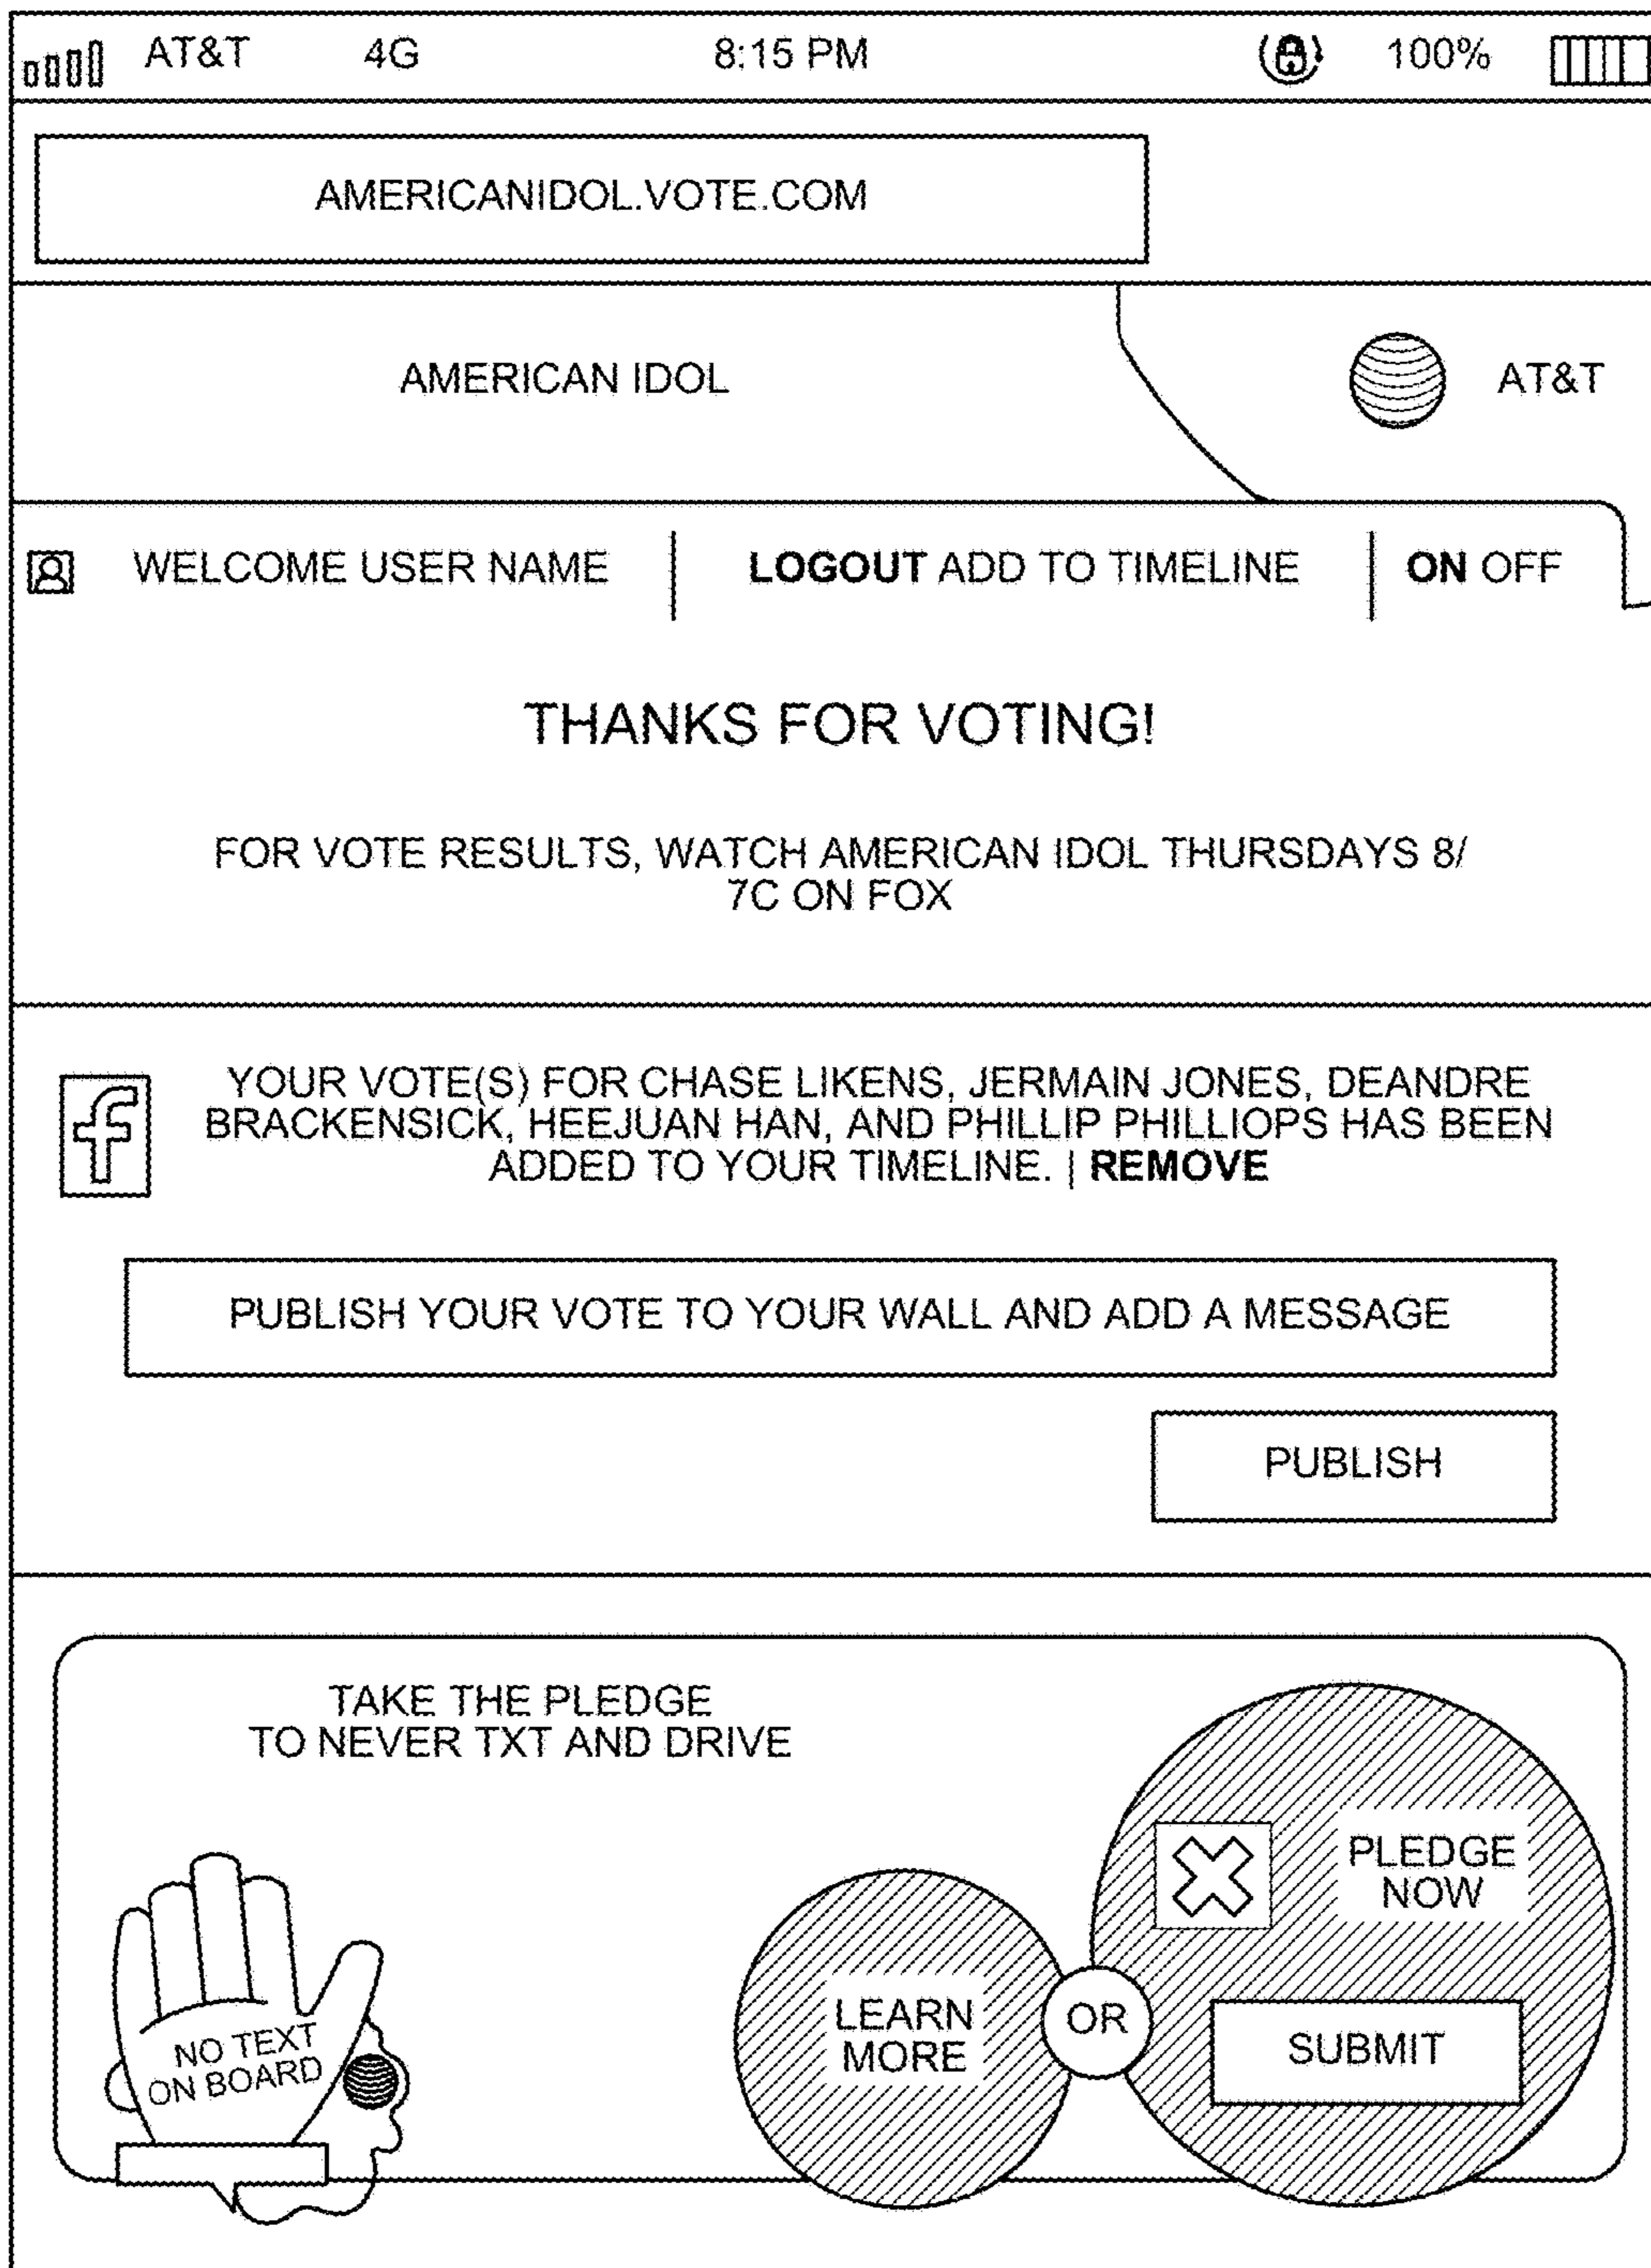 AT&T 4G 8:15 PM 100%
AMERICANIDOL.VOTE.COM
AMERICAN IDOL
AT&T
WELCOME USER NAME | LOGOUT ADD TO TIMELINE | ON OFF
THANKS FOR VOTING!
FOR VOTE RESULTS, WATCH AMERICAN IDOL THURSDAYS 8/
7C ON FOX
f
YOUR VOTE(S) FOR CHASE LIKENS, JERMAIN JONES, DEANDRE
BRACKENSICK, HEEJUAN HAN, AND PHILLIP PHILLIOPS HAS BEEN
ADDED TO YOUR TIMELINE. | REMOVE
PUBLISH YOUR VOTE TO YOUR WALL AND ADD A MESSAGE
PUBLISH
TAKE THE PLEDGE
TO NEVER TXT AND DRIVE
NO TEXT
ON BOARD
LEARN
MORE
OR
PLEDGE
NOW
SUBMIT